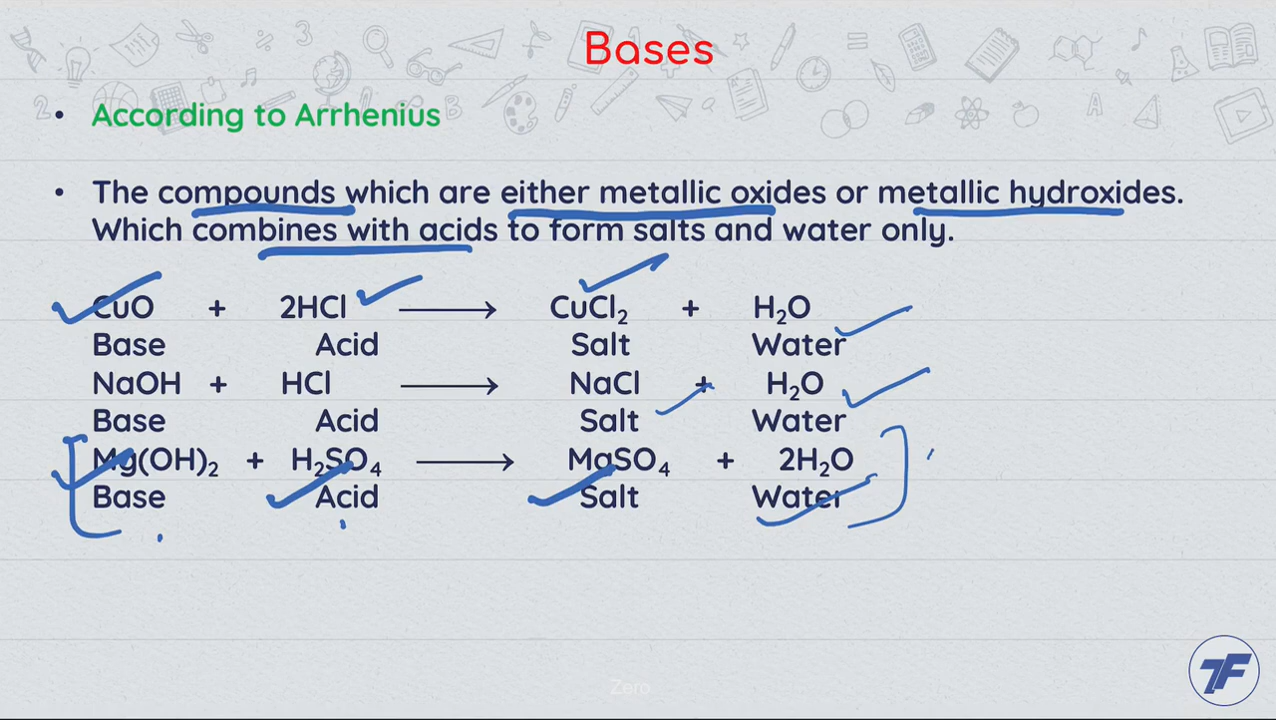 Bases
• According to Arrhenius
• The compounds which are either metallic oxides or metallic hydroxides.
Which combines with acids to form salts and water only.
CuO + 2HCl ⟶ CuCl₂ + H₂O
Base Acid Salt Water
NaOH + HCl ⟶ NaCl + H₂O
Base Acid Salt Water
Mg(OH)₂ + H₂SO₄ ⟶ MaSO₄ + 2H₂O
Base Acid Salt Water
Zero
TF